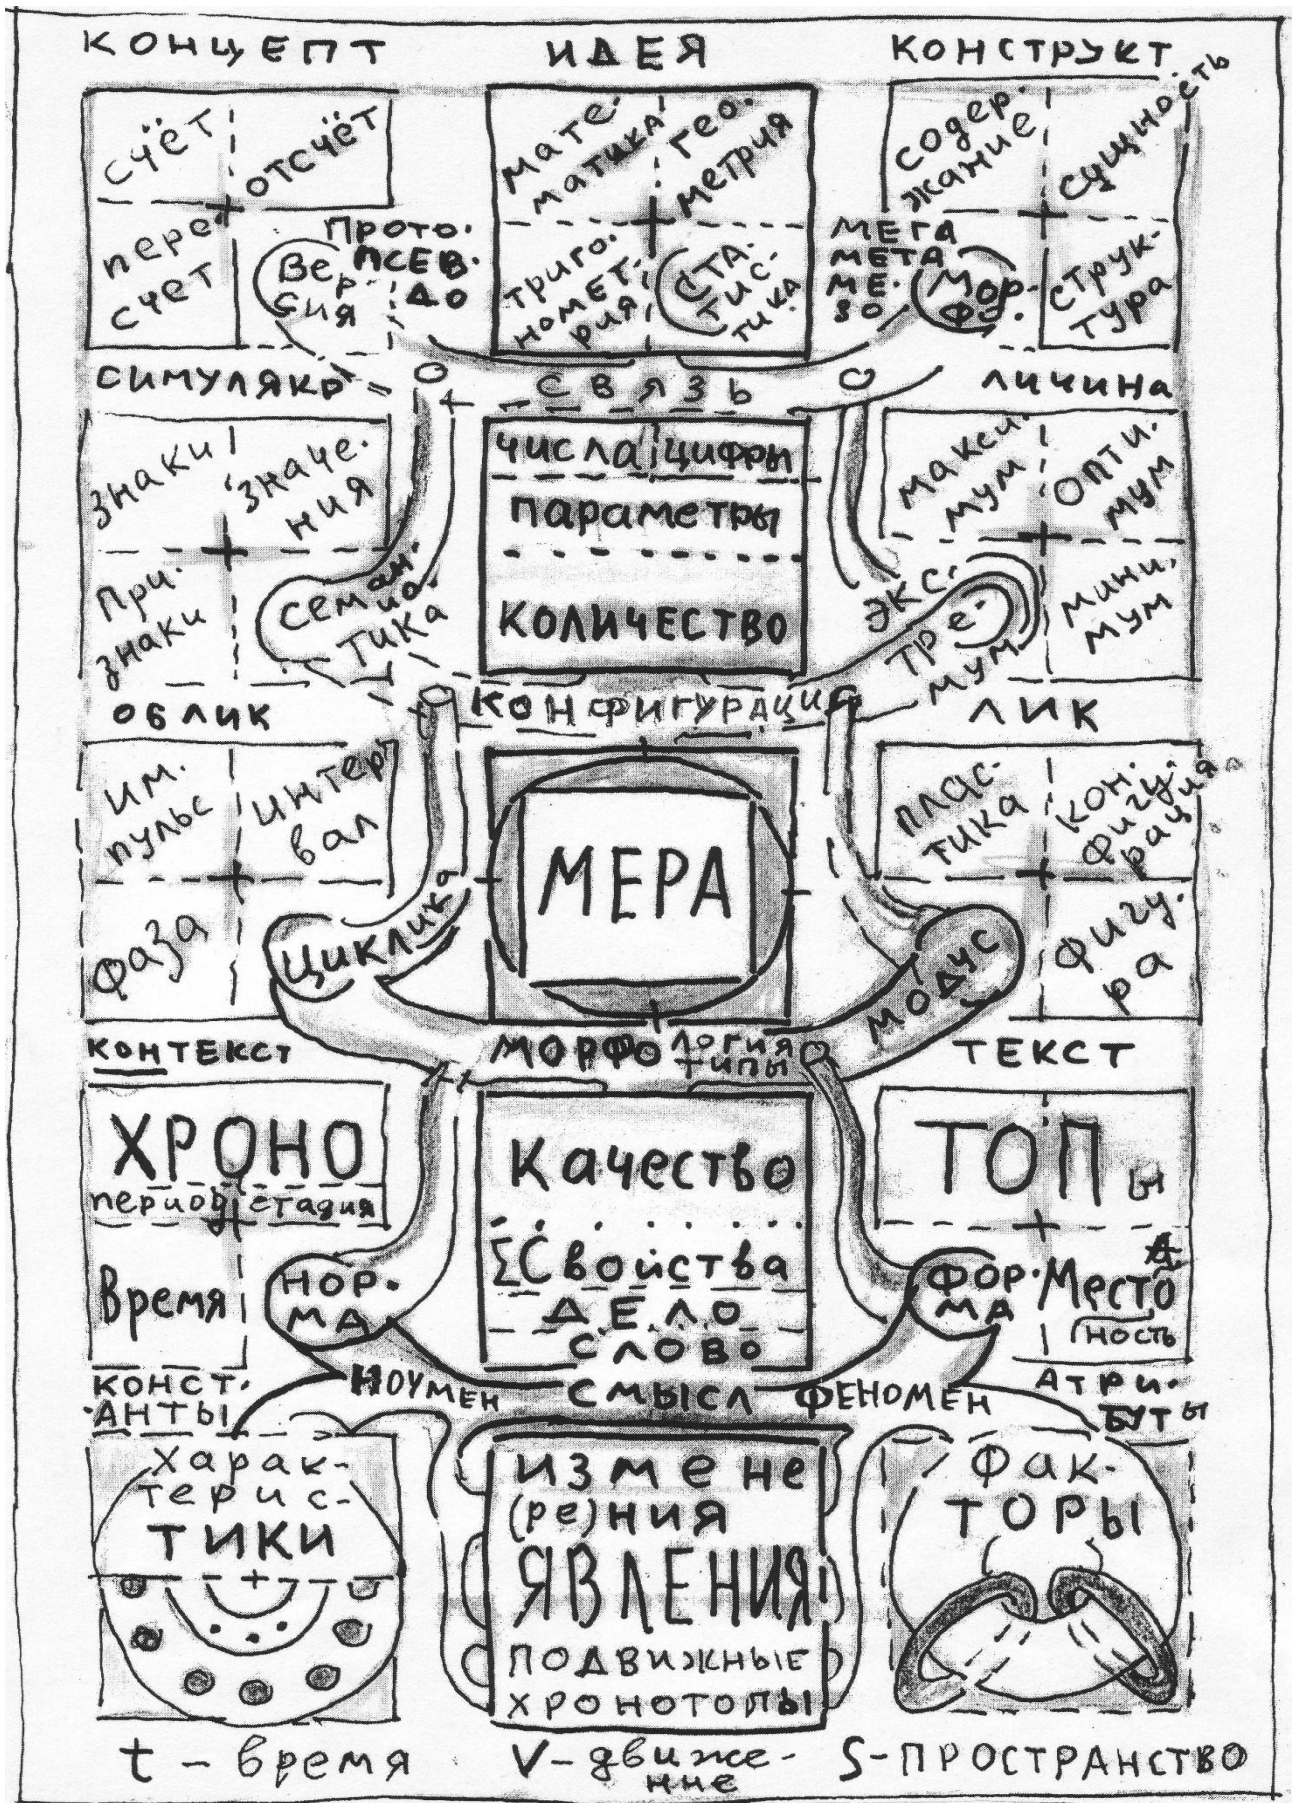 КОНЦЕПТ
ИДЕЯ
КОНСТРУКТ
счёт
отсчёт
пере-
счет
Прото-
ПСЕВ-
ДО
Вер-
сия
мате-
матика
гео-
метрия
триго-
номет-
рия
СТА-
ТИС-
ТИКА
содер-
жание
сущность
МЕГА
МЕТА
МЕ-
ЗО
МОР-
ФО-
СТРУК-
ТУРА
СИМУЛЯКР
СВЯЗЬ
ЛИЧИНА
Знаки
Значе-
ния
При-
знаки
семан-
ио-
тика
числа цифры
параметры
КОЛИЧЕСТВО
макси-
мум
опти-
мум
ЭКС-
ТРЕ-
МУМ
мини-
мум
ОБЛИК
КОНФИГУРАЦИЯ
ЛИК
им-
пульс
интер
вал
фаза
ЦИКЛИКА
МЕРА
плас-
тика
кон-
фигу-
рация
МОДУС
фигу-
ра
КОНТЕКСТ
МОРФО ЛОГИЯ
ТИПЫ
ТЕКСТ
ХРОНО
период стадия
Время
НОР-
МА
Качество
Свойства
ДЕЛО
СЛОВО
ТОПы
ФОР-
МА
Место
ность
КОНСТ-
АНТЫ
НОУМЕН
СМЫСЛ
ФЕНОМЕН
АТРИ-
БУТы
Харак-
терис-
ТИКИ
измене
(ре)ния
ЯВЛЕНИЯ
ПОДВИЖНЫЕ
ХРОНОТОПЫ
ФАК-
ТОРЫ
t - время
V-движе-
ние
S-ПРОСТРАНСТВО